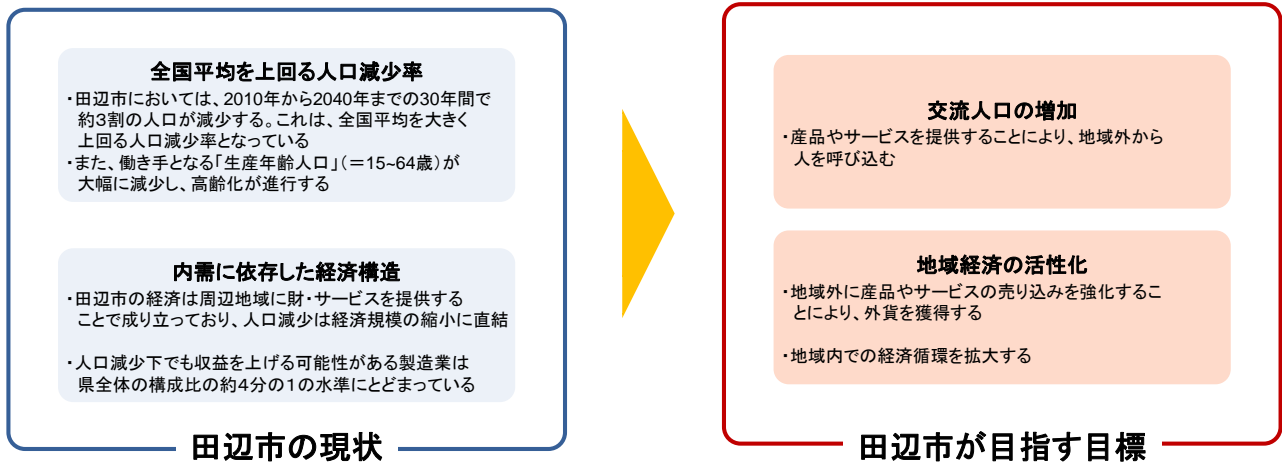 全国平均を上回る人口減少率
・田辺市においては、2010年から2040年までの30年間で
約3割の人口が減少する。これは、全国平均を大きく
上回る人口減少率となっている
・また、働き手となる「生産年齢人口」(＝15~64歳)が
大幅に減少し、高齢化が進行する
内需に依存した経済構造
・田辺市の経済は周辺地域に財・サービスを提供する
ことで成り立っており、人口減少は経済規模の縮小に直結
・人口減少下でも収益を上げる可能性がある製造業は
県全体の構成比の約4分の1の水準にとどまっている
田辺市の現状
交流人口の増加
・産品やサービスを提供することにより、地域外から
人を呼び込む
地域経済の活性化
・地域外に産品やサービスの売り込みを強化するこ
とにより、外貨を獲得する
・地域内での経済循環を拡大する
田辺市が目指す目標